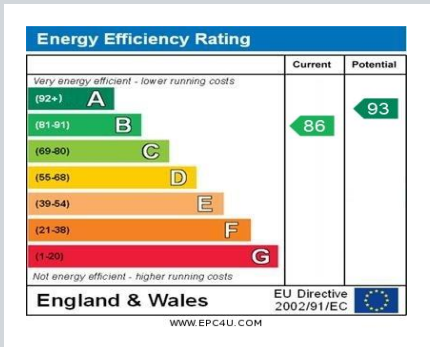 Energy Efficiency Rating
Current Potential
Very energy efficient - lower running costs
(92+) A
(81-91) B
(69-80) C
(55-68) D
(39-54) E
(21-38) F
(1-20) G
86
93
Not energy efficient - higher running costs
England & Wales
EU Directive
2002/91/EC
WWW.EPC4U.COM